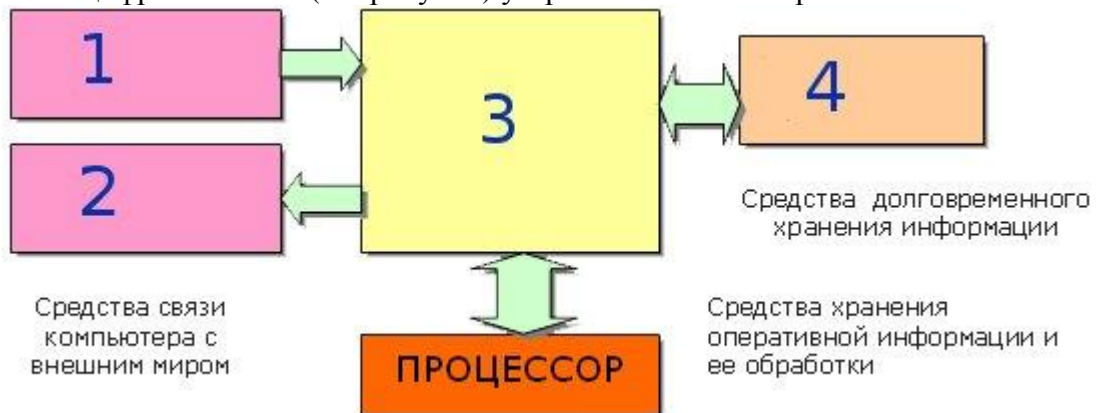 1
2
3
4
Средства долговременного
хранения информации
Средства связи
компьютера с
внешним миром
ПРОЦЕССОР
Средства хранения
оперативной информации и
ее обработки